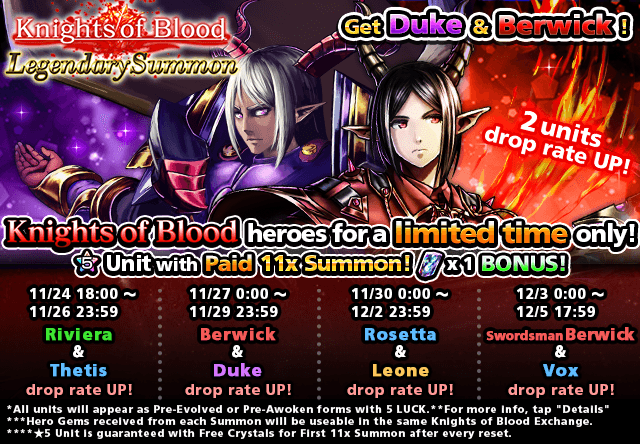 Knights of Blood
Legendary Summon
Get Duke & Berwick !
2 units
drop rate UP!
Knights of Blood heroes for a limited time only!
5 Unit with Paid 11x Summon! x 1 BONUS!
11/24 18:00 ～
11/26 23:59
Riviera
&
Thetis
drop rate UP!
11/27 0:00 ～
11/29 23:59
Berwick
&
Duke
drop rate UP!
11/30 0:00 ～
12/2 23:59
Rosetta
&
Leone
drop rate UP!
12/3 0:00 ～
12/5 17:59
Swordsman Berwick
&
Vox
drop rate UP!
*All units will appear as Pre-Evolved or Pre-Awoken forms with 5 LUCK.**For more info, tap "Details"
***Hero Gems received from each Summon will be useable in the same Knights of Blood Exchange.
****★5 Unit is guaranteed with Free Crystals for First 11x Summon after every reset.